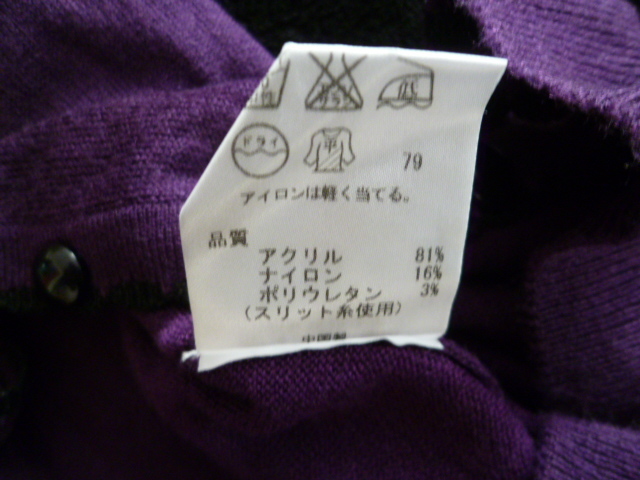 ドライ
平
79
アイロンは軽く当てる。
品質
アクリル 81%
ナイロン 16%
ポリウレタン 3%
(スリット糸使用)
中国製